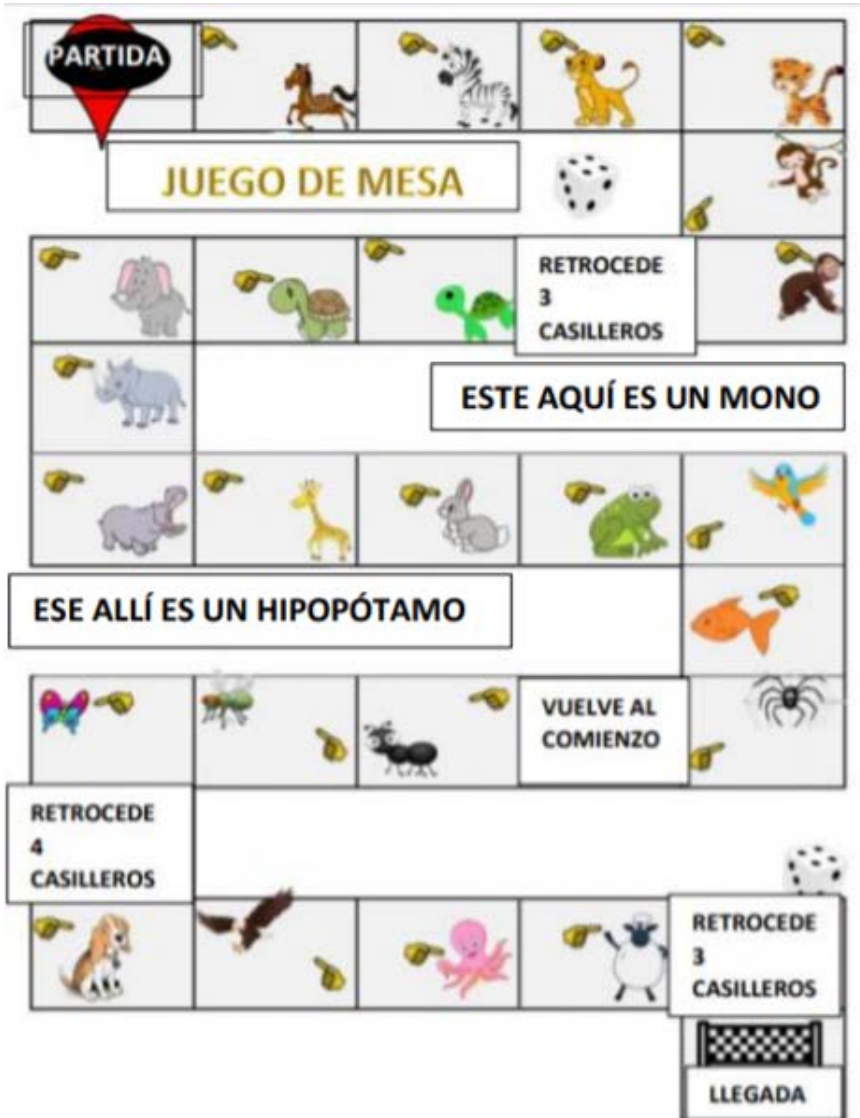 PARTIDA
JUEGO DE MESA
RETROCEDE
3
CASILLEROS
ESTE AQUÍ ES UN MONO
ESE ALLÍ ES UN HIPOPÓTAMO
VUELVE AL
COMIENZO
RETROCEDE
4
CASILLEROS
RETROCEDE
3
CASILLEROS
LLEGADA